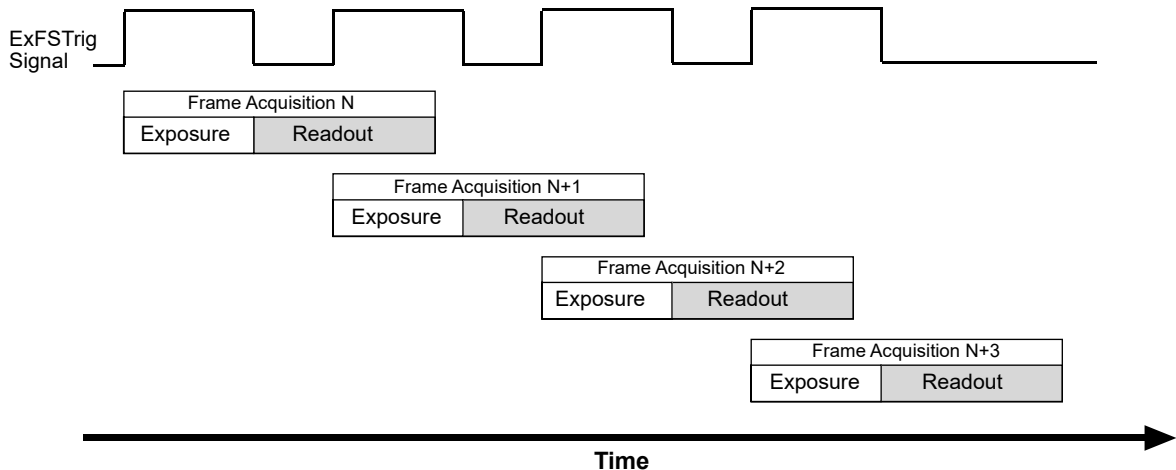 ExFSTrig
Signal
Frame Acquisition N
Exposure Readout
Frame Acquisition N+1
Exposure Readout
Frame Acquisition N+2
Exposure Readout
Frame Acquisition N+3
Exposure Readout
Time